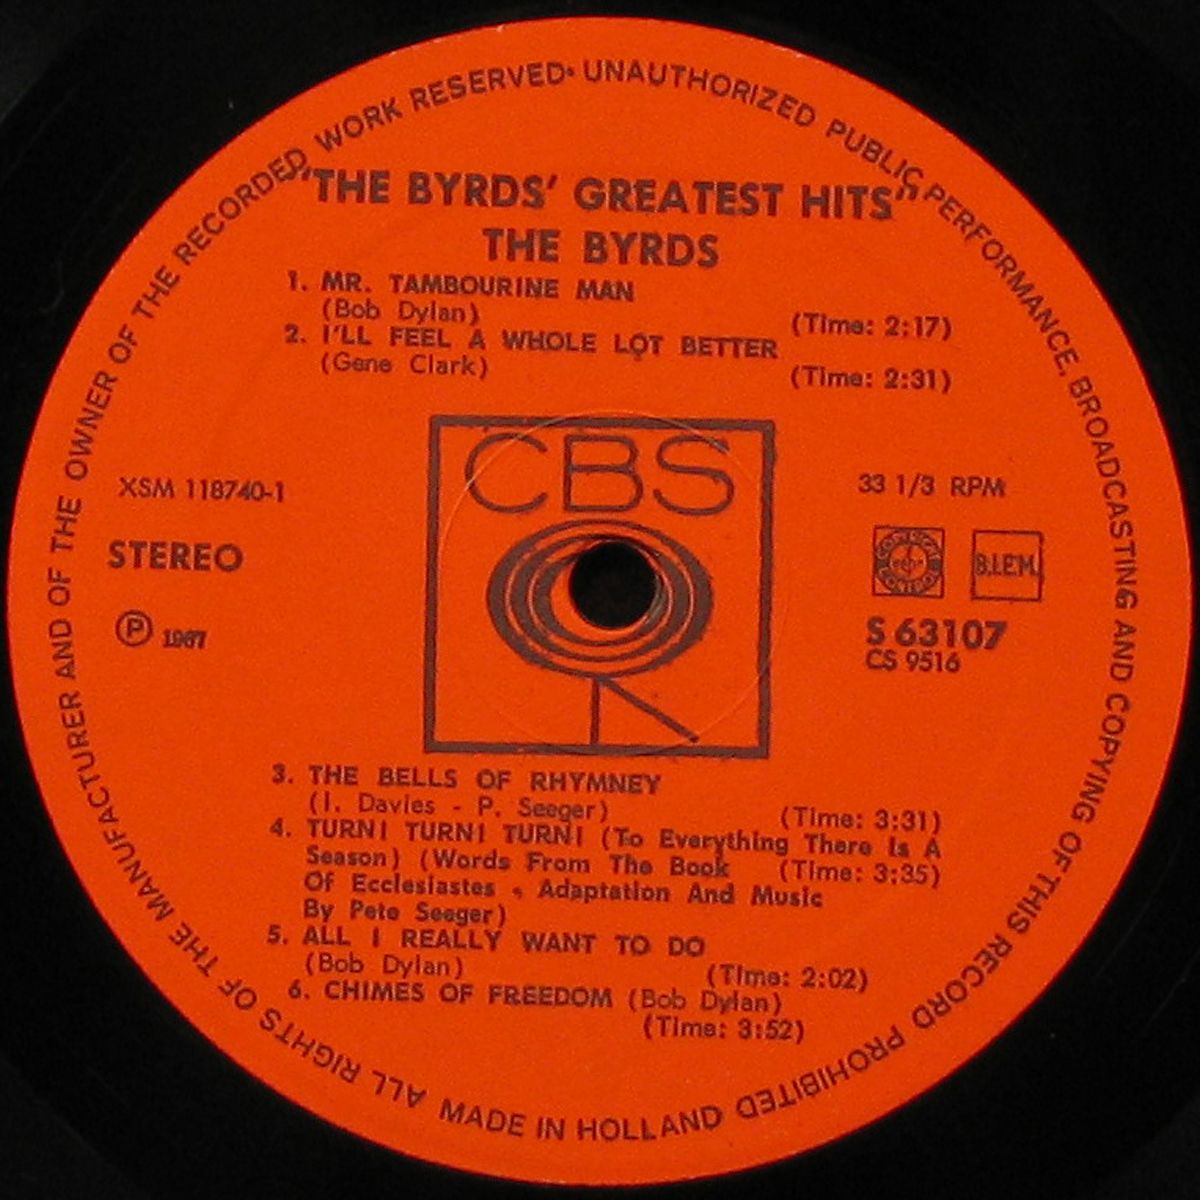 ALL RIGHTS OF THE MANUFACTURER AND OF THE OWNER OF THE RECORDED WORK RESERVED • UNAUTHORIZED PUBLIC PERFORMANCE, BROADCASTING AND COPYING OF THIS RECORD PROHIBITED
"THE BYRDS' GREATEST HITS"
THE BYRDS
1. MR. TAMBOURINE MAN
(Bob Dylan) (Time: 2:17)
2. I'LL FEEL A WHOLE LOT BETTER
(Gene Clark) (Time: 2:31)
CBS
XSM 118740-1
33 1/3 RPM
STEREO
B.I.E.M.
Ⓟ 1967
S 63107
CS 9516
3. THE BELLS OF RHYMNEY
(I. Davies - P. Seeger) (Time: 3:31)
4. TURN! TURN! TURN! (To Everything There Is A
Season) (Words From The Book (Time: 3:35)
Of Ecclesiastes , Adaptation And Music
By Pete Seeger)
5. ALL I REALLY WANT TO DO
(Bob Dylan) (Time: 2:02)
6. CHIMES OF FREEDOM (Bob Dylan)
(Time: 3:52)
MADE IN HOLLAND